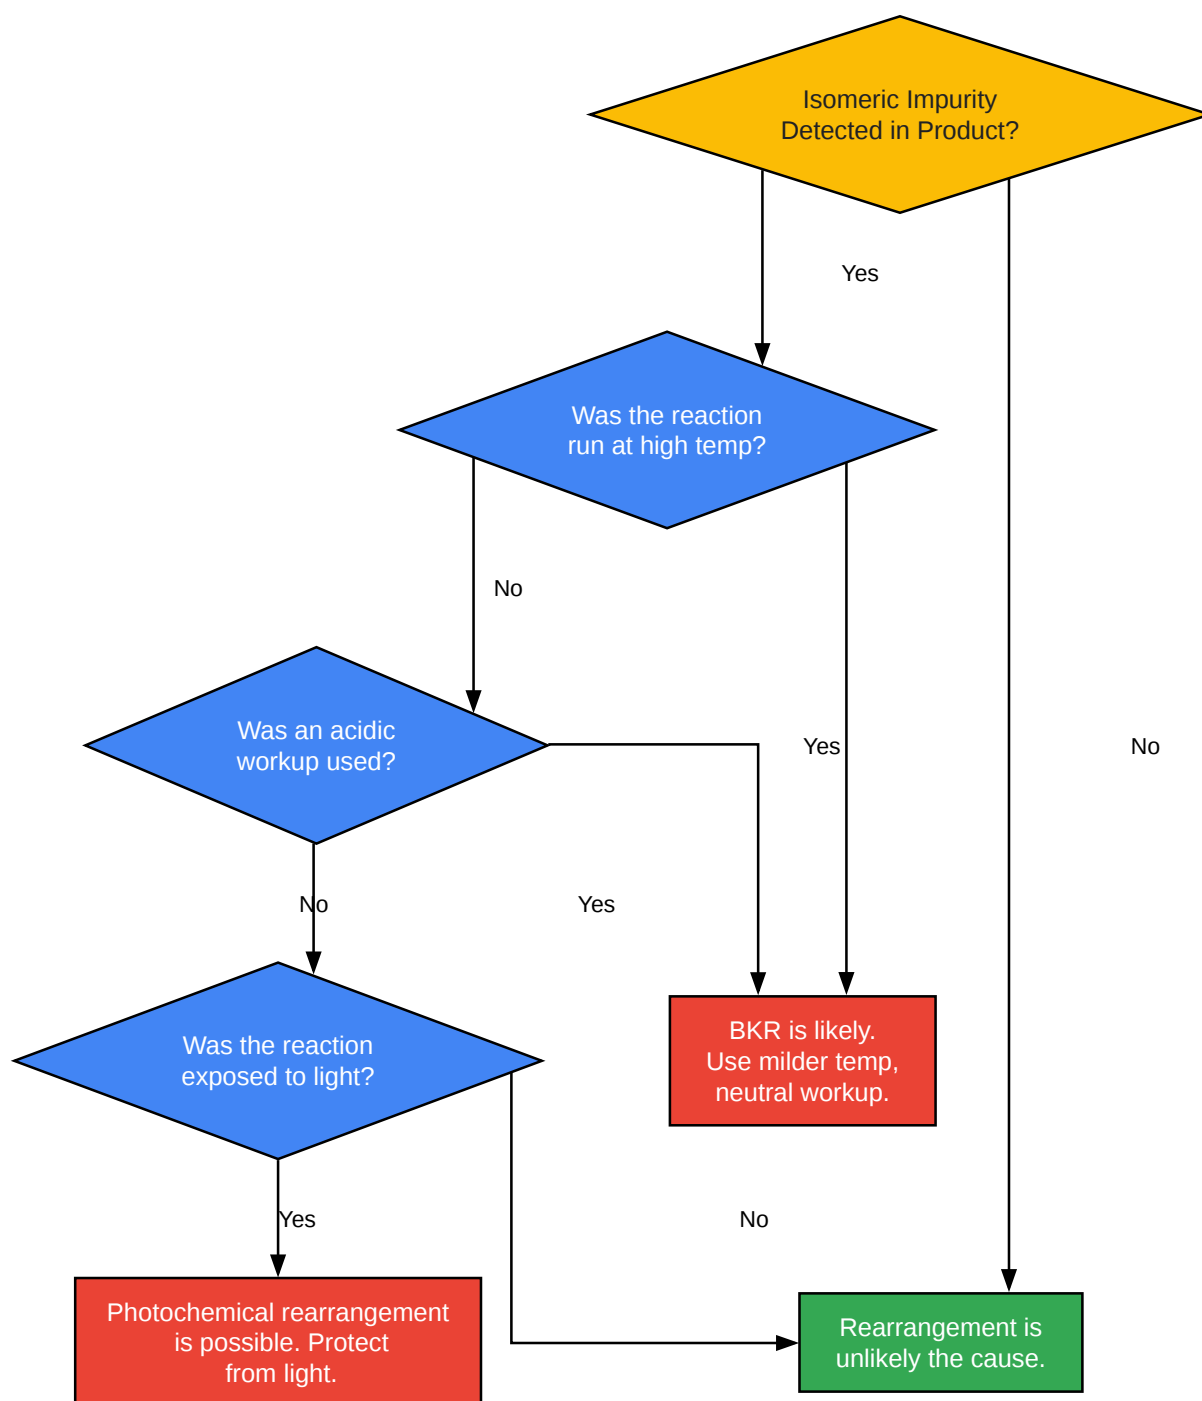 Isomeric Impurity
Detected in Product?
Yes
Was the reaction
run at high temp?
No
Was an acidic
workup used?
Yes
No
No
Yes
Was the reaction
exposed to light?
BKR is likely.
Use milder temp,
neutral workup.
Yes
No
Photochemical rearrangement
is possible. Protect
from light.
Rearrangement is
unlikely the cause.